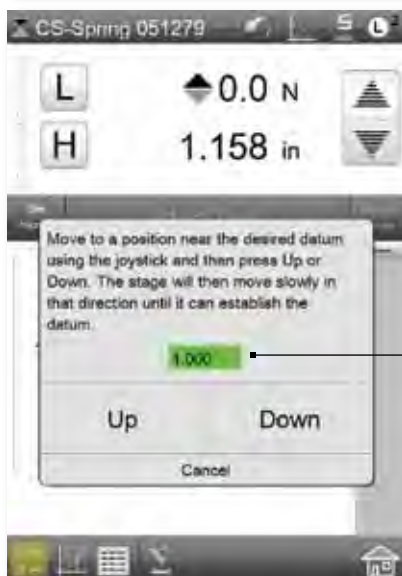 CS-Spring 051279
L 0.0 N
H 1.158 in
Move to a position near the desired datum
using the joystick and then press Up or
Down. The stage will then move slowly in
that direction until it can establish the
datum.
1.000
Up Down
Cancel